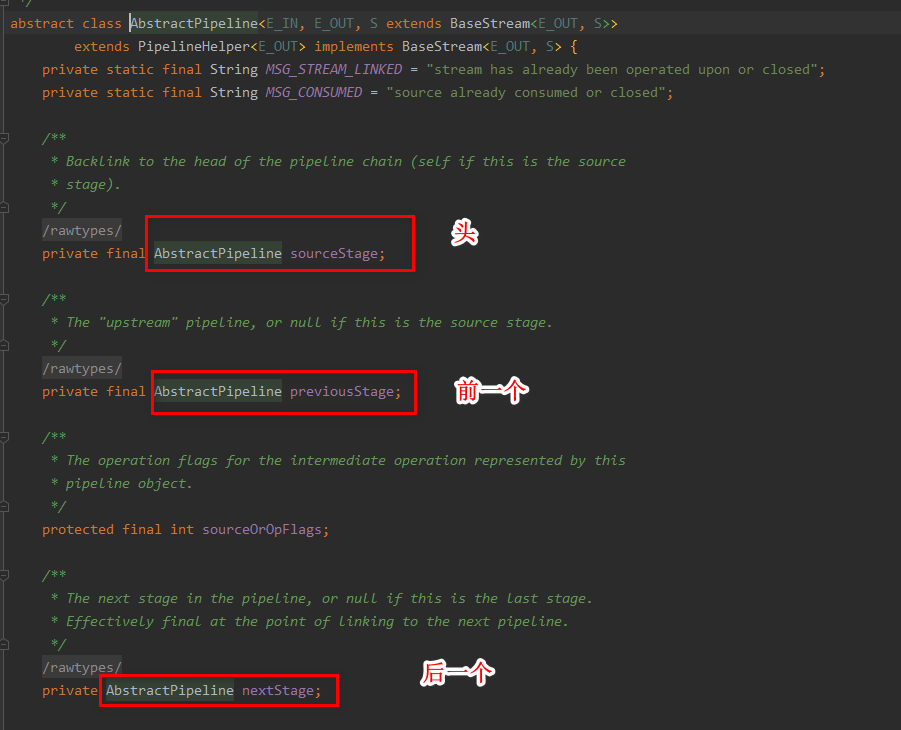 */
abstract class AbstractPipeline<E_IN, E_OUT, S extends BaseStream<E_OUT, S>>
extends PipelineHelper<E_OUT> implements BaseStream<E_OUT, S> {
private static final String MSG_STREAM_LINKED = "stream has already been operated upon or closed";
private static final String MSG_CONSUMED = "source already consumed or closed";
/**
* Backlink to the head of the pipeline chain (self if this is the source
* stage).
*/
/rawtypes/
private final AbstractPipeline sourceStage;
头
/**
* The "upstream" pipeline, or null if this is the source stage.
*/
/rawtypes/
private final AbstractPipeline previousStage;
前一个
/**
* The operation flags for the intermediate operation represented by this
* pipeline object.
*/
protected final int sourceOrOpFlags;
/**
* The next stage in the pipeline, or null if this is the last stage.
* Effectively final at the point of linking to the next pipeline.
*/
/rawtypes/
private AbstractPipeline nextStage;
后一个